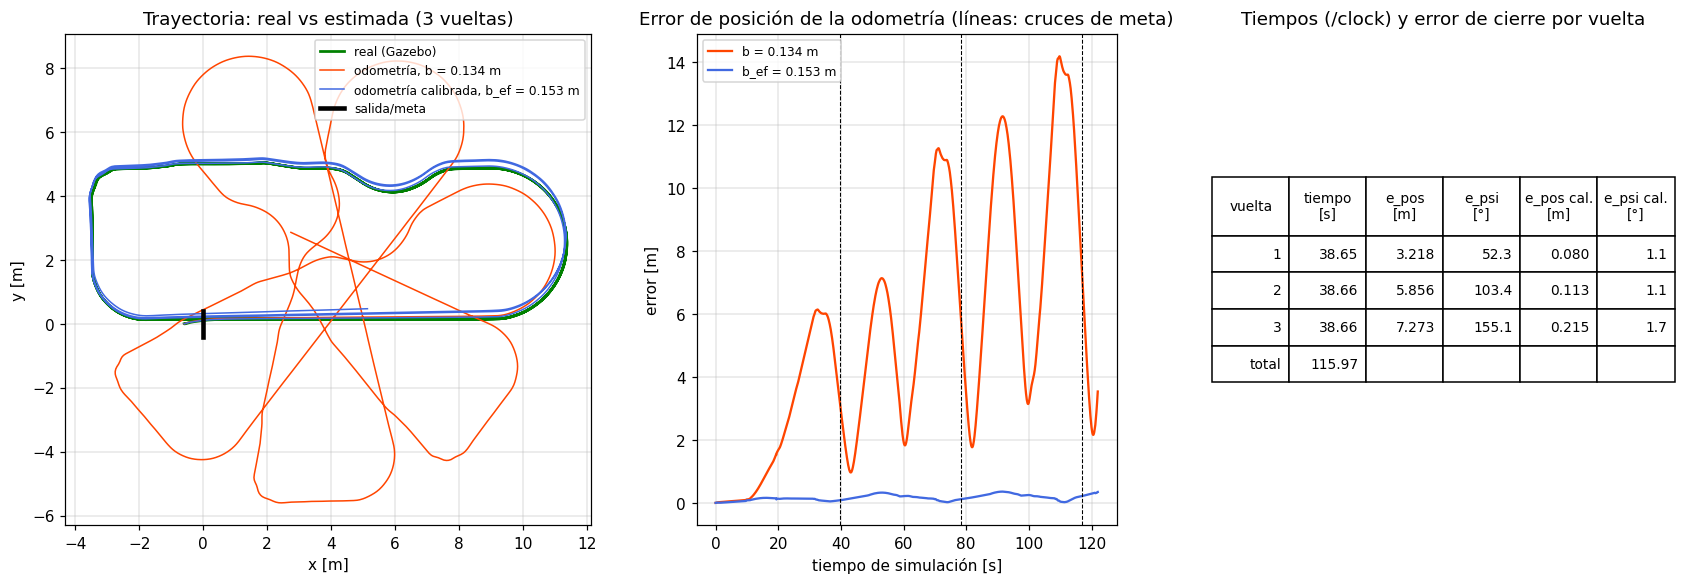 Trayectoria: real vs estimada (3 vueltas)
real (Gazebo)
odometría, b = 0.134 m
odometría calibrada, b_ef = 0.153 m
salida/meta
8
6
4
2
0
−2
−4
−6
y [m]
−4 −2 0 2 4 6 8 10 12
x [m]
Error de posición de la odometría (líneas: cruces de meta)
b = 0.134 m
b_ef = 0.153 m
14
12
10
8
6
4
2
0
error [m]
0 20 40 60 80 100 120
tiempo de simulación [s]
Tiempos (/clock) y error de cierre por vuelta
vuelta tiempo [s] e_pos [m] e_psi [°] e_pos cal. [m] e_psi cal. [°]
1 38.65 3.218 52.3 0.080 1.1
2 38.66 5.856 103.4 0.113 1.1
3 38.66 7.273 155.1 0.215 1.7
total 115.97